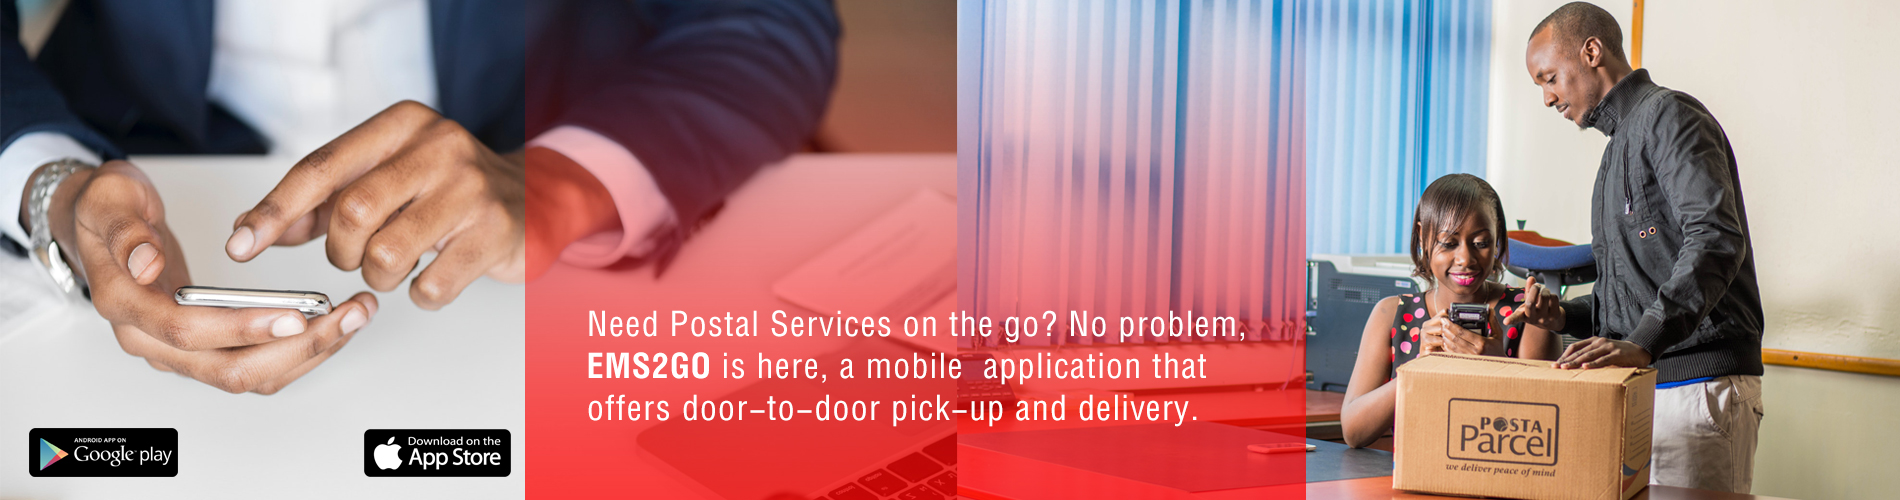 Need Postal Services on the go? No problem,
EMS2GO is here, a mobile application that
offers door-to-door pick-up and delivery.
ANDROID APP ON
Google play
Download on the
App Store
POSTA
Parcel
we deliver peace of mind